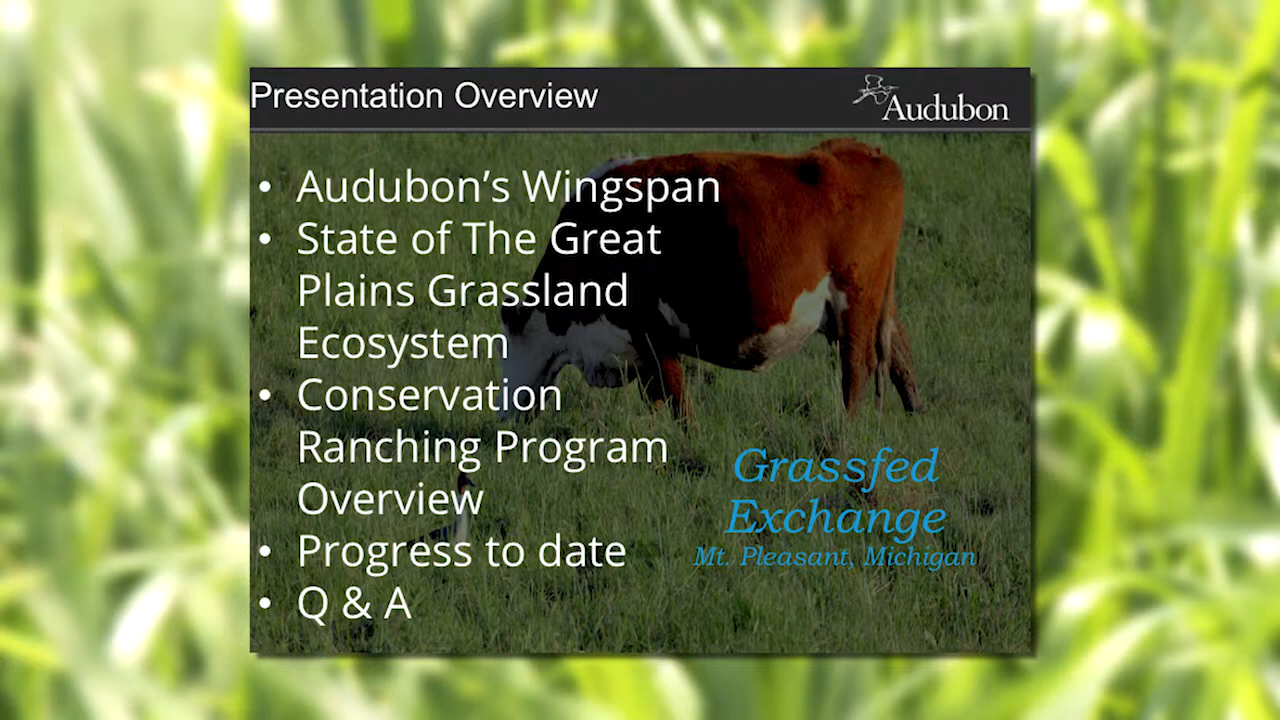 Presentation Overview
Audubon
• Audubon’s Wingspan
• State of The Great
Plains Grassland
Ecosystem
• Conservation
Ranching Program
Overview
• Progress to date
• Q & A
Grassfed
Exchange
Mt. Pleasant, Michigan